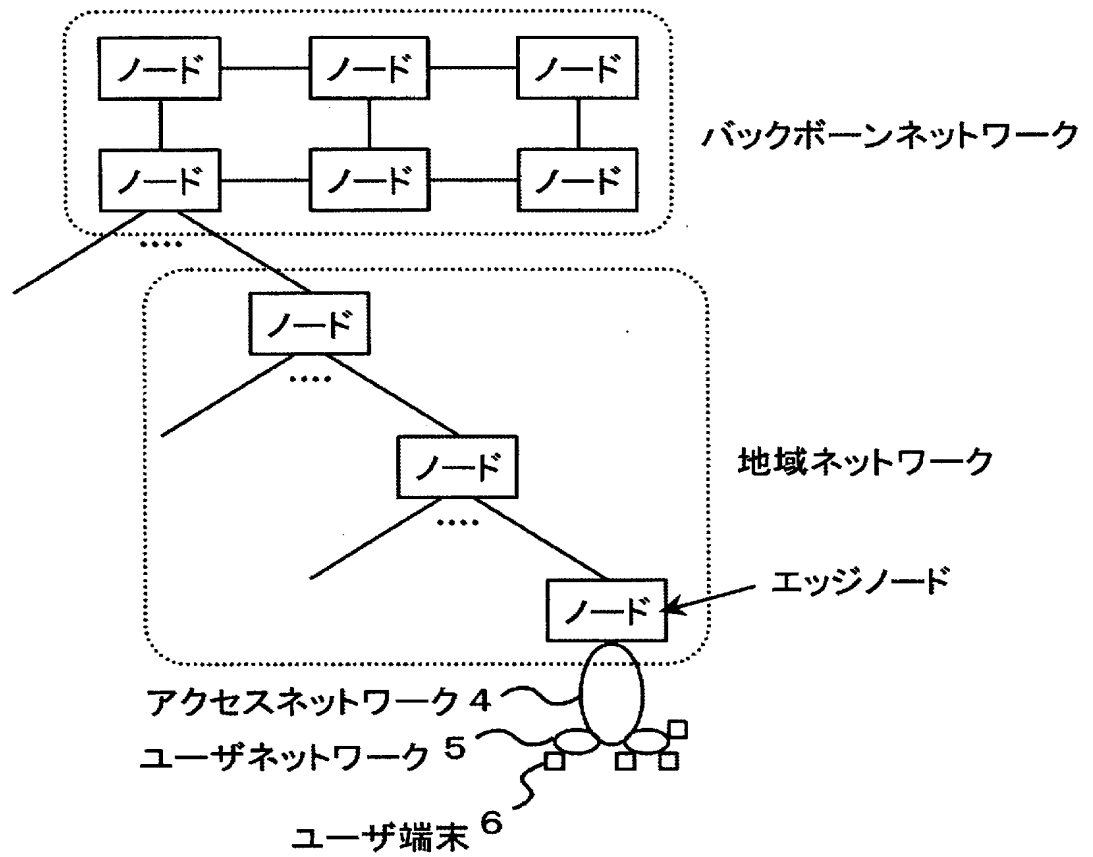 ノード ノード ノード
バックボーンネットワーク
ノード ノード ノード
....
ノード
....
ノード
地域ネットワーク
....
エッジノード
ノード
アクセスネットワーク 4
ユーザネットワーク 5
ユーザ端末 6